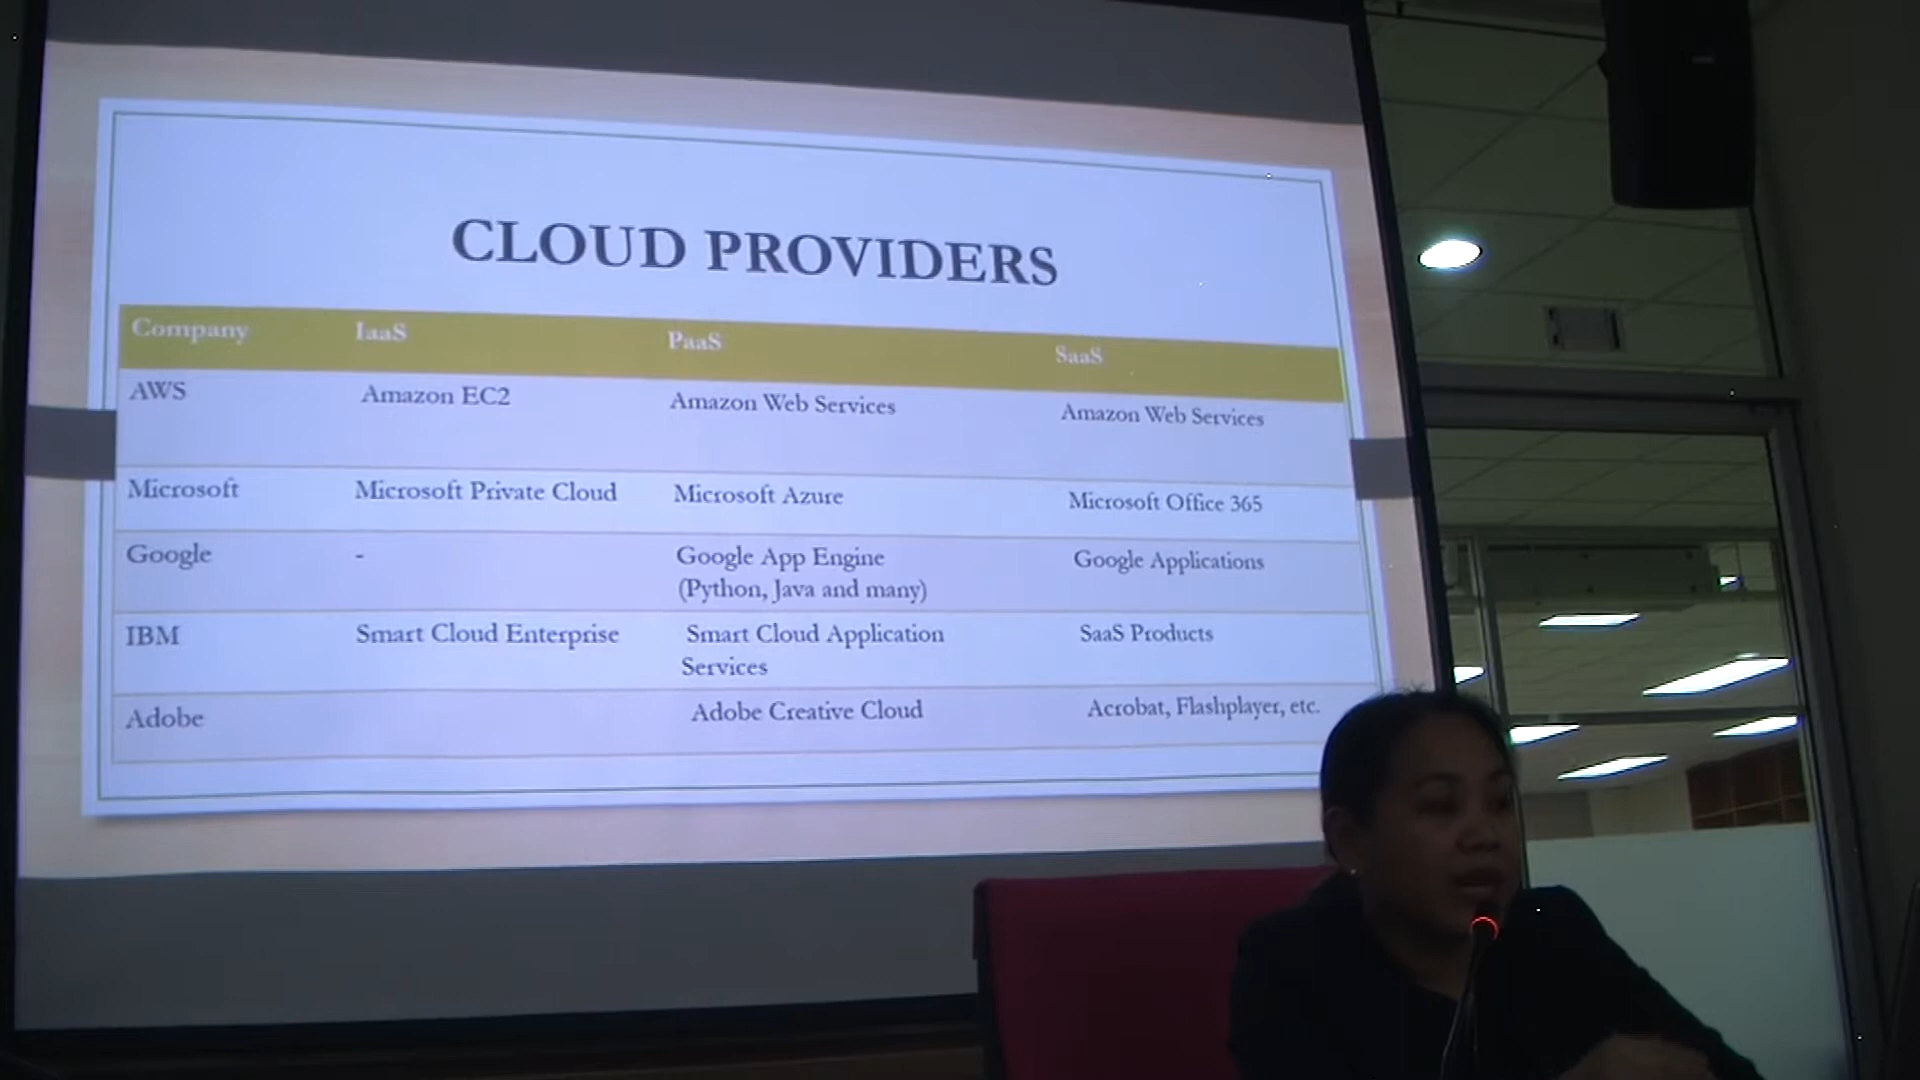 CLOUD PROVIDERS
Company IaaS PaaS SaaS
AWS Amazon EC2 Amazon Web Services Amazon Web Services
Microsoft Microsoft Private Cloud Microsoft Azure Microsoft Office 365
Google - Google App Engine Google Applications
(Python, Java and many)
IBM Smart Cloud Enterprise Smart Cloud Application SaaS Products
Services
Adobe Adobe Creative Cloud Acrobat, Flashplayer, etc.